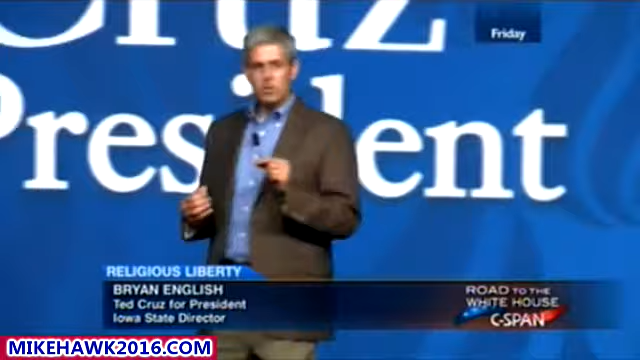 Cruz
President
Friday
RELIGIOUS LIBERTY
BRYAN ENGLISH
Ted Cruz for President
Iowa State Director
ROAD TO THE
WHITE HOUSE
C-SPAN
MIKEHAWK2016.COM